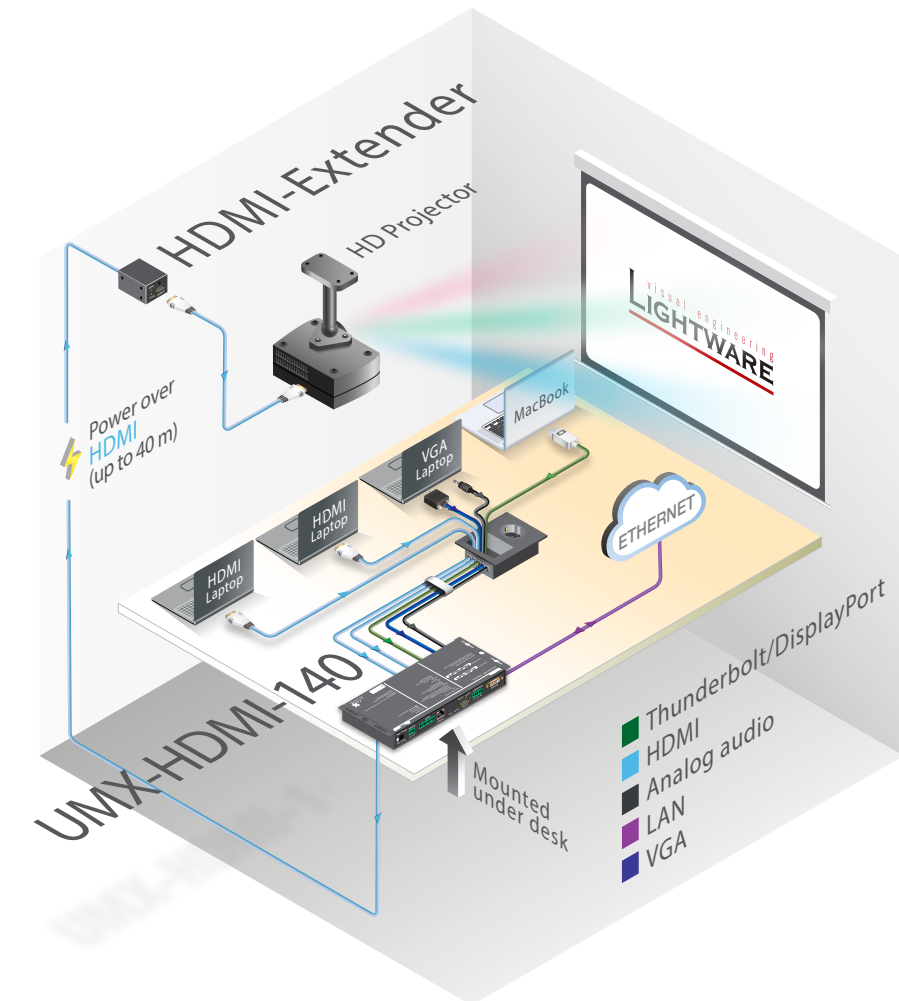 HDMI-Extender
HD Projector
visual engineering
LIGHTWARE
Power over
HDMI
(up to 40 m)
MacBook
VGA
Laptop
HDMI
Laptop
HDMI
Laptop
ETHERNET
UMX-HDMI-140
Mounted
under desk
Thunderbolt/DisplayPort
HDMI
Analog audio
LAN
VGA